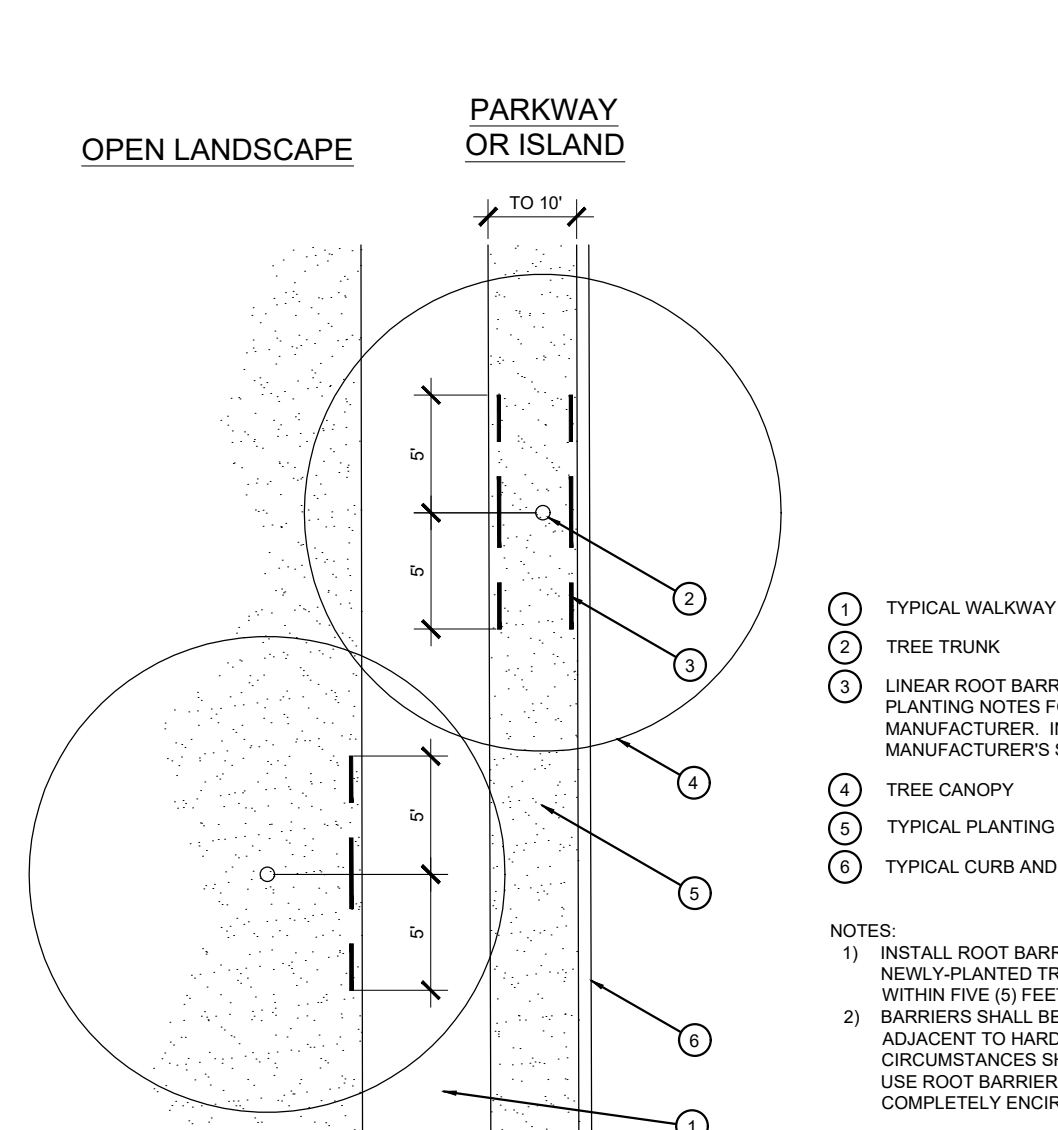 OPEN LANDSCAPE
PARKWAY
OR ISLAND
TO 10'
5'
5'
2
3
4
5'
5'
5
6
1
1 TYPICAL WALKWAY
2 TREE TRUNK
3 LINEAR ROOT BARR
PLANTING NOTES F
MANUFACTURER. I
MANUFACTURER'S S
4 TREE CANOPY
5 TYPICAL PLANTING
6 TYPICAL CURB AND
NOTES:
1) INSTALL ROOT BARR
NEWLY-PLANTED TR
WITHIN FIVE (5) FEET
2) BARRIERS SHALL BE
ADJACENT TO HARD
CIRCUMSTANCES SH
USE ROOT BARRIER
COMPLETELY ENCIR